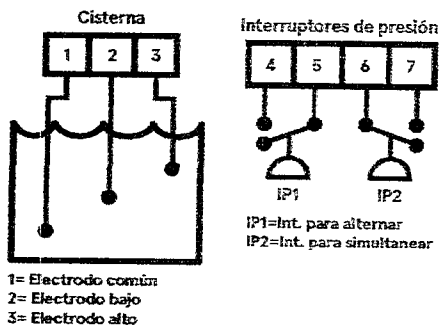 Cisterna
1 2 3
1= Electrodo común
2= Electrodo bajo
3= Electrodo alto
Interruptores de presión
4 5 6 7
IP1 IP2
IP1=Int. para alternar
IP2=Int. para simultanear